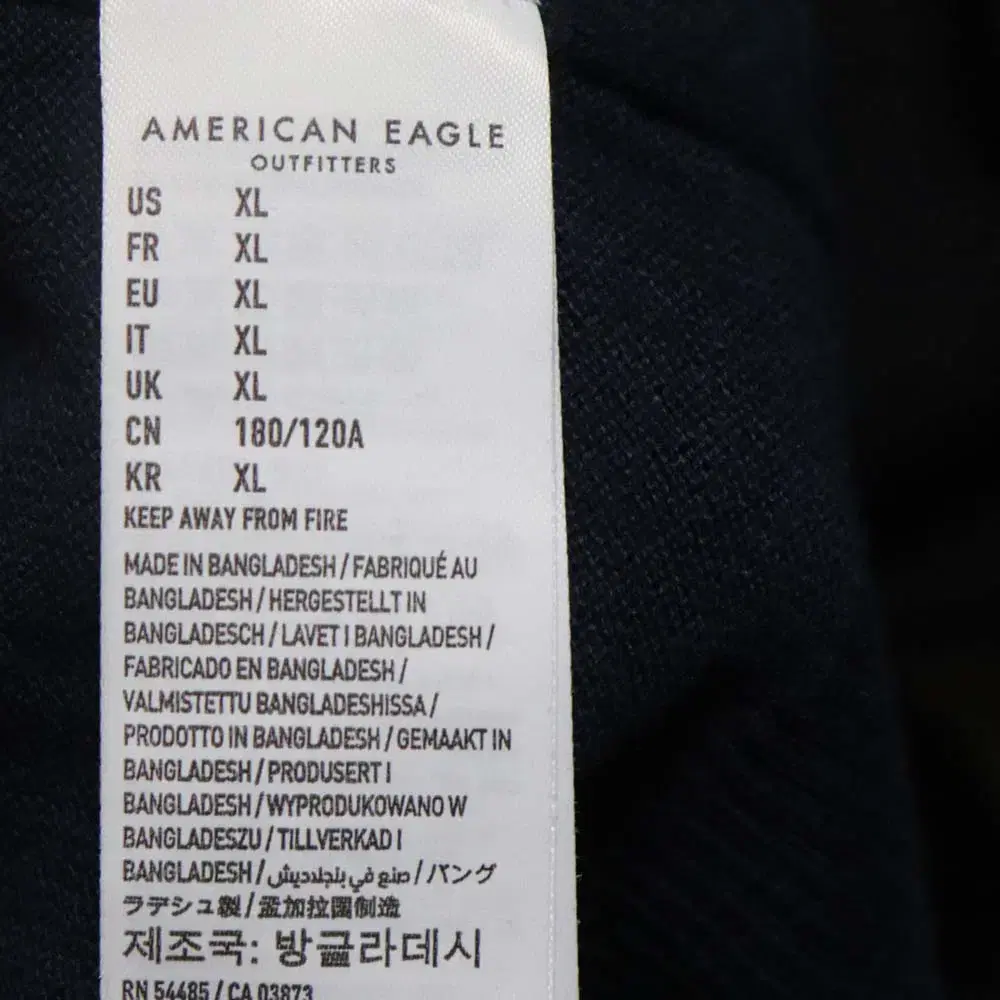 AMERICAN EAGLE
OUTFITTERS
US XL
FR XL
EU XL
IT XL
UK XL
CN 180/120A
KR XL
KEEP AWAY FROM FIRE
MADE IN BANGLADESH / FABRIQUÉ AU
BANGLADESH / HERGESTELLT IN
BANGLADESCH / LAVET I BANGLADESH /
FABRICADO EN BANGLADESH /
VALMISTETTU BANGLADESHISSA /
PRODOTTO IN BANGLADESH / GEMAAKT IN
BANGLADESH / PRODUSERT I
BANGLADESH / WYPRODUKOWANO W
BANGLADESZU / TILLVERKAD I
BANGLADESH / صنع في بنجلاديش / バング
ラデシュ製 / 孟加拉國制造
제조국: 방글라데시
RN 54485 / CA 03873